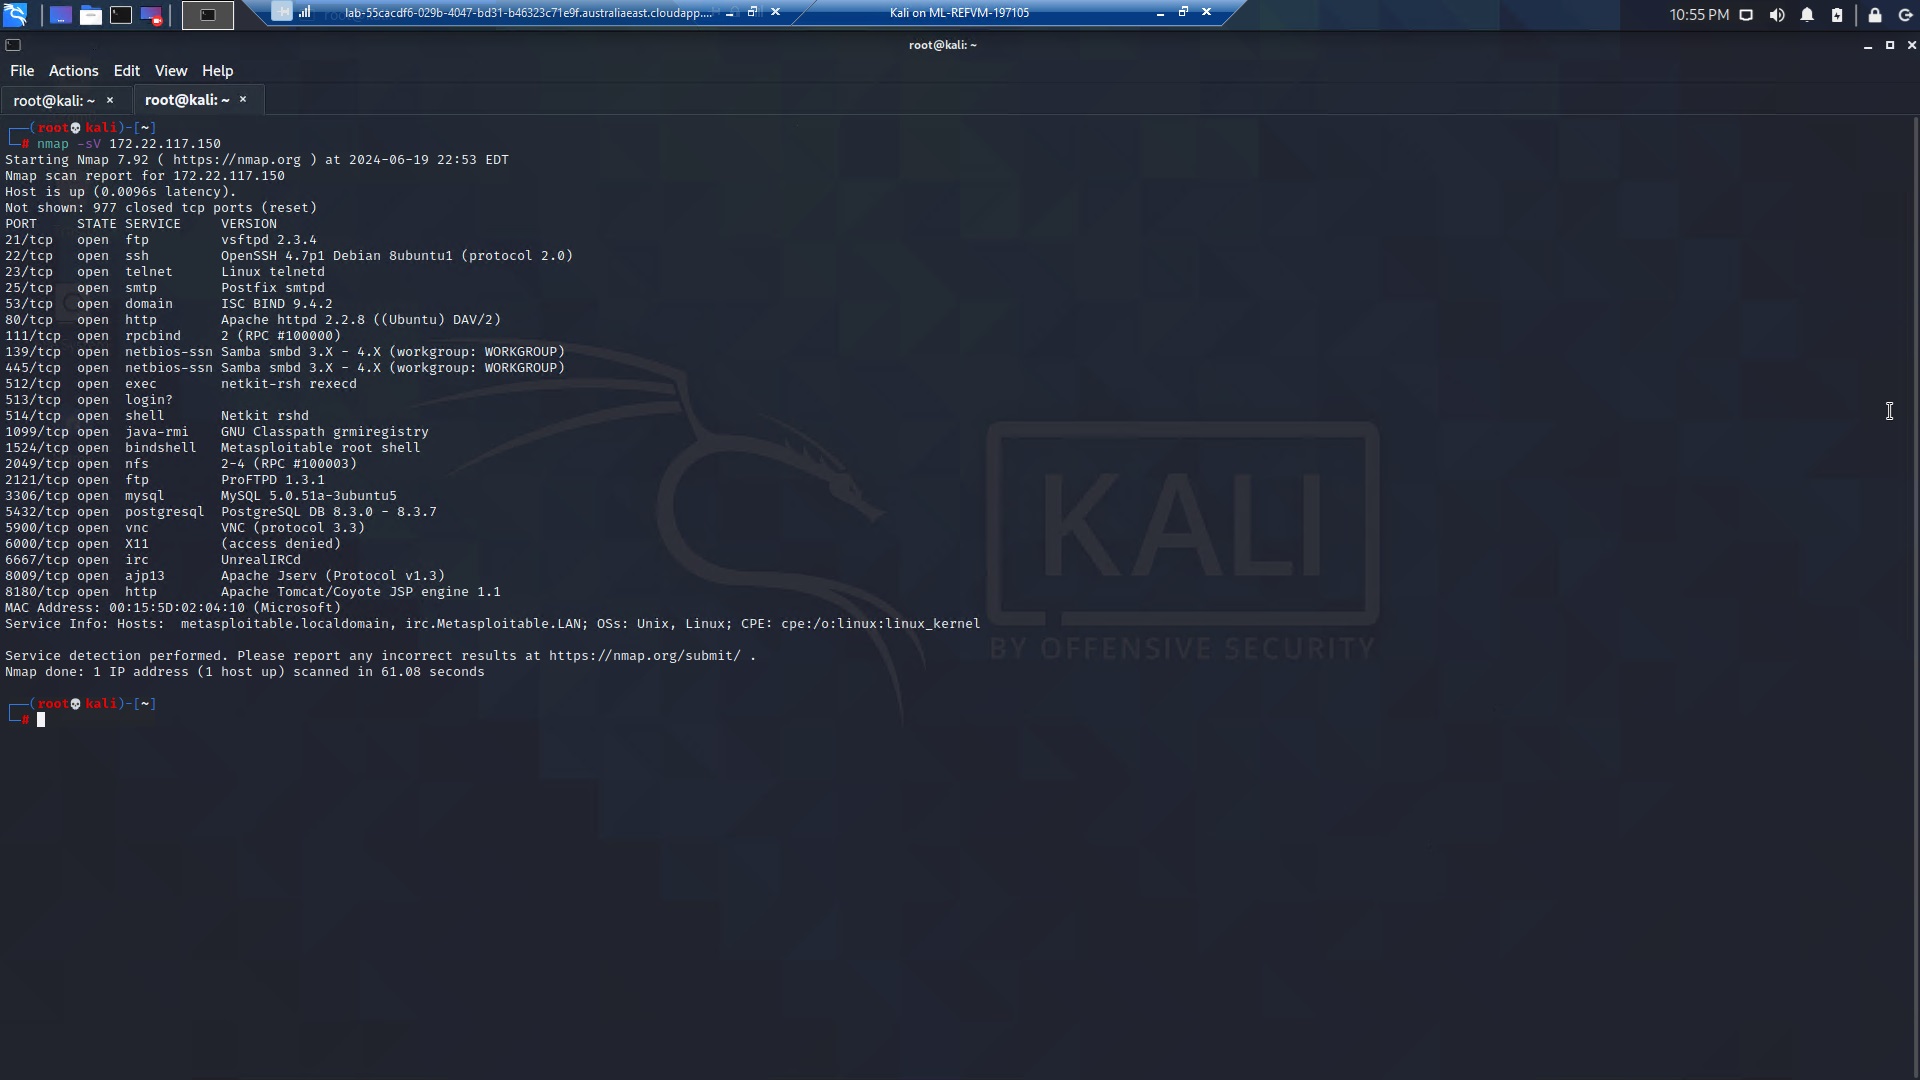 lab-55cacdf6-029b-4047-bd31-b46323c71e9f.australiaeast.cloudapp....
Kali on ML-REFVM-197105
10:55 PM
root@kali: ~
File Actions Edit View Help
root@kali: ~ × root@kali: ~ ×
┌──(root💀kali)-[~]
└─# nmap -sV 172.22.117.150
Starting Nmap 7.92 ( https://nmap.org ) at 2024-06-19 22:53 EDT
Nmap scan report for 172.22.117.150
Host is up (0.0096s latency).
Not shown: 977 closed tcp ports (reset)
PORT     STATE SERVICE     VERSION
21/tcp   open  ftp         vsftpd 2.3.4
22/tcp   open  ssh         OpenSSH 4.7p1 Debian 8ubuntu1 (protocol 2.0)
23/tcp   open  telnet      Linux telnetd
25/tcp   open  smtp        Postfix smtpd
53/tcp   open  domain      ISC BIND 9.4.2
80/tcp   open  http        Apache httpd 2.2.8 ((Ubuntu) DAV/2)
111/tcp  open  rpcbind     2 (RPC #100000)
139/tcp  open  netbios-ssn Samba smbd 3.X - 4.X (workgroup: WORKGROUP)
445/tcp  open  netbios-ssn Samba smbd 3.X - 4.X (workgroup: WORKGROUP)
512/tcp  open  exec        netkit-rsh rexecd
513/tcp  open  login?
514/tcp  open  shell       Netkit rshd
1099/tcp open  java-rmi    GNU Classpath grmiregistry
1524/tcp open  bindshell   Metasploitable root shell
2049/tcp open  nfs         2-4 (RPC #100003)
2121/tcp open  ftp         ProFTPD 1.3.1
3306/tcp open  mysql       MySQL 5.0.51a-3ubuntu5
5432/tcp open  postgresql  PostgreSQL DB 8.3.0 - 8.3.7
5900/tcp open  vnc         VNC (protocol 3.3)
6000/tcp open  X11         (access denied)
6667/tcp open  irc         UnrealIRCd
8009/tcp open  ajp13       Apache Jserv (Protocol v1.3)
8180/tcp open  http        Apache Tomcat/Coyote JSP engine 1.1
MAC Address: 00:15:5D:02:04:10 (Microsoft)
Service Info: Hosts:  metasploitable.localdomain, irc.Metasploitable.LAN; OSs: Unix, Linux; CPE: cpe:/o:linux:linux_kernel
Service detection performed. Please report any incorrect results at https://nmap.org/submit/ .
Nmap done: 1 IP address (1 host up) scanned in 61.08 seconds
┌──(root💀kali)-[~]
└─#
KALI
BY OFFENSIVE SECURITY